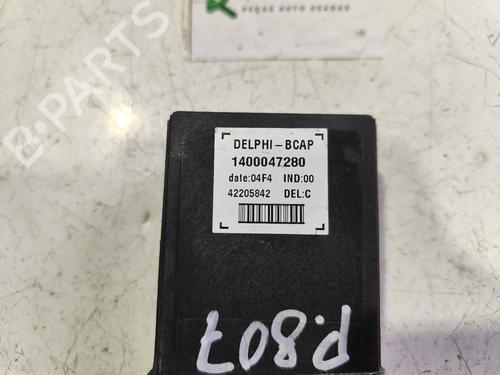 PEÇAS AUTO USADAS
B-PARTS
DELPHI-BCAP
1400047280
date:04F4 IND:00
42205842 DEL:C
P.807